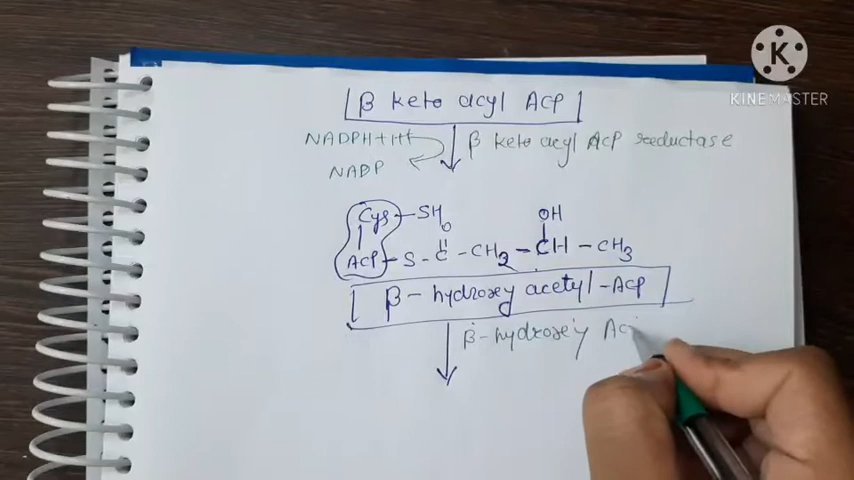 K
KINEMASTER
β keto acyl ACP
NADPH+H+ β keto acyl ACP reductase
NADP
Cys - SH O OH
ACP - S - C - CH2 - CH - CH3
β - hydroxy acetyl - ACP
β - hydroxy Ac